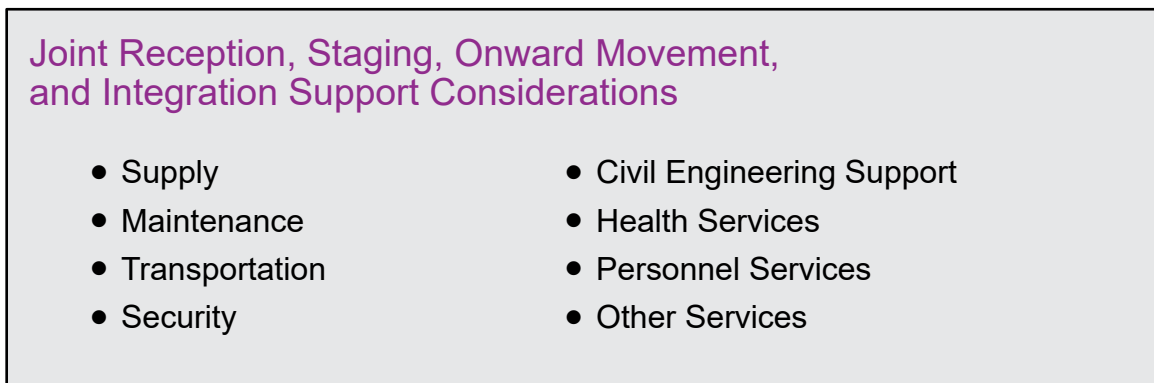 Joint Reception, Staging, Onward Movement,
and Integration Support Considerations
• Supply
• Maintenance
• Transportation
• Security
• Civil Engineering Support
• Health Services
• Personnel Services
• Other Services